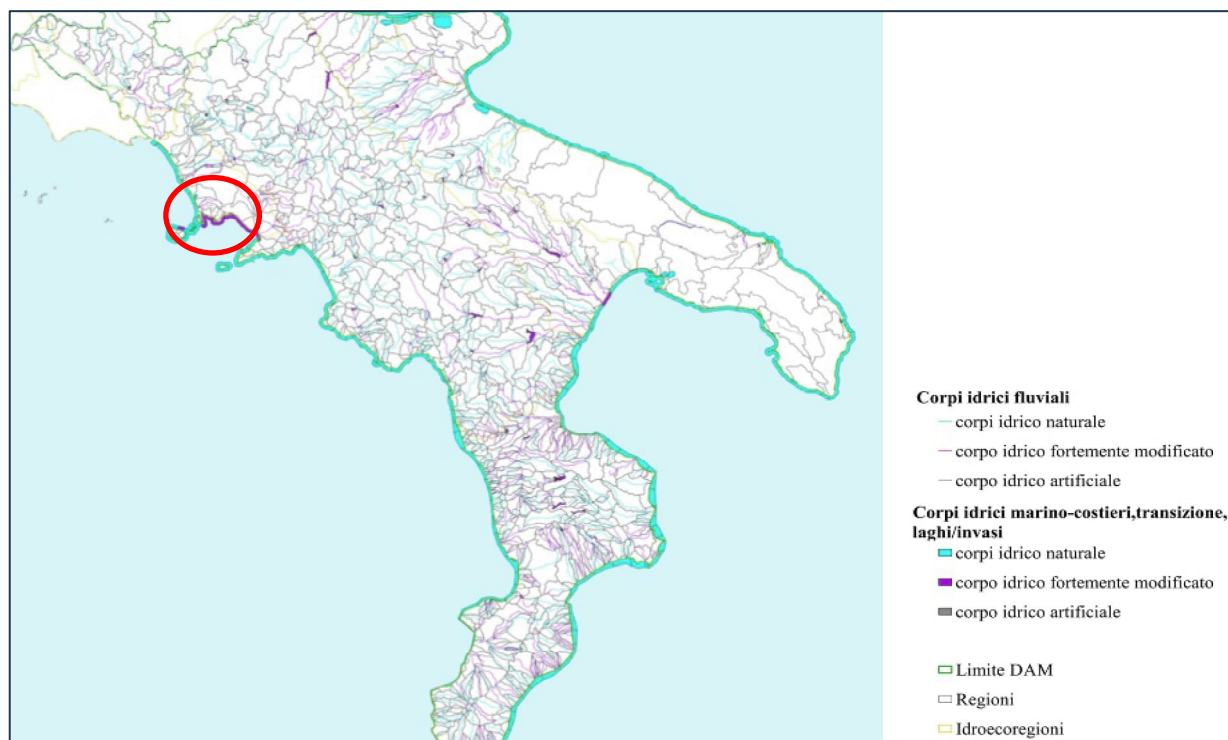 Corpi idrici fluviali
corpi idrico naturale
corpo idrico fortemente modificato
corpo idrico artificiale
Corpi idrici marino-costieri,transizione,
laghi/invasi
corpi idrico naturale
corpo idrico fortemente modificato
corpo idrico artificiale
Limite DAM
Regioni
Idroecoregioni